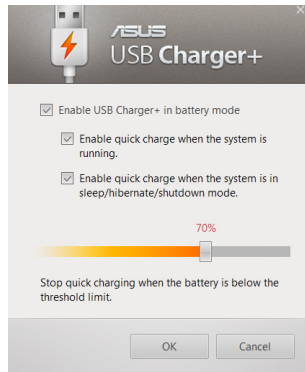 ASUS
USB Charger+
Enable USB Charger+ in battery mode
Enable quick charge when the system is
running.
Enable quick charge when the system is in
sleep/hibernate/shutdown mode.
70%
Stop quick charging when the battery is below the
threshold limit.
OK Cancel